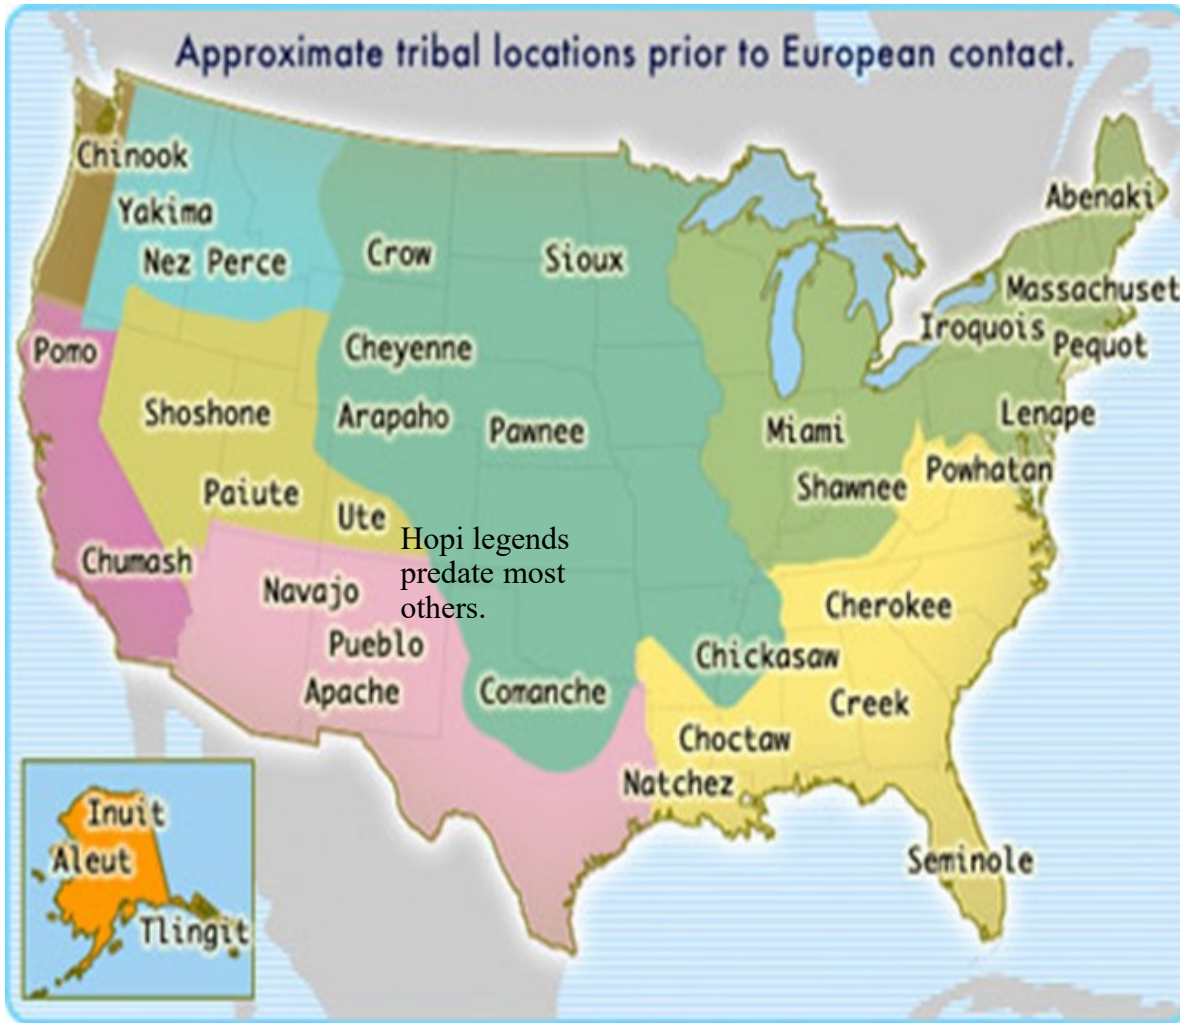 Approximate tribal locations prior to European contact.
Chinook
Abenaki
Yakima
Nez Perce
Crow
Sioux
Massachuset
Iroquois
Pequot
Pomo
Cheyenne
Shoshone
Arapaho
Pawnee
Miami
Lenape
Powhatan
Shawnee
Paiute
Ute
Hopi legends
predate most
others.
Chumash
Navajo
Cherokee
Pueblo
Chickasaw
Apache
Comanche
Creek
Choctaw
Natchez
Inuit
Aleut
Seminole
Tlingit